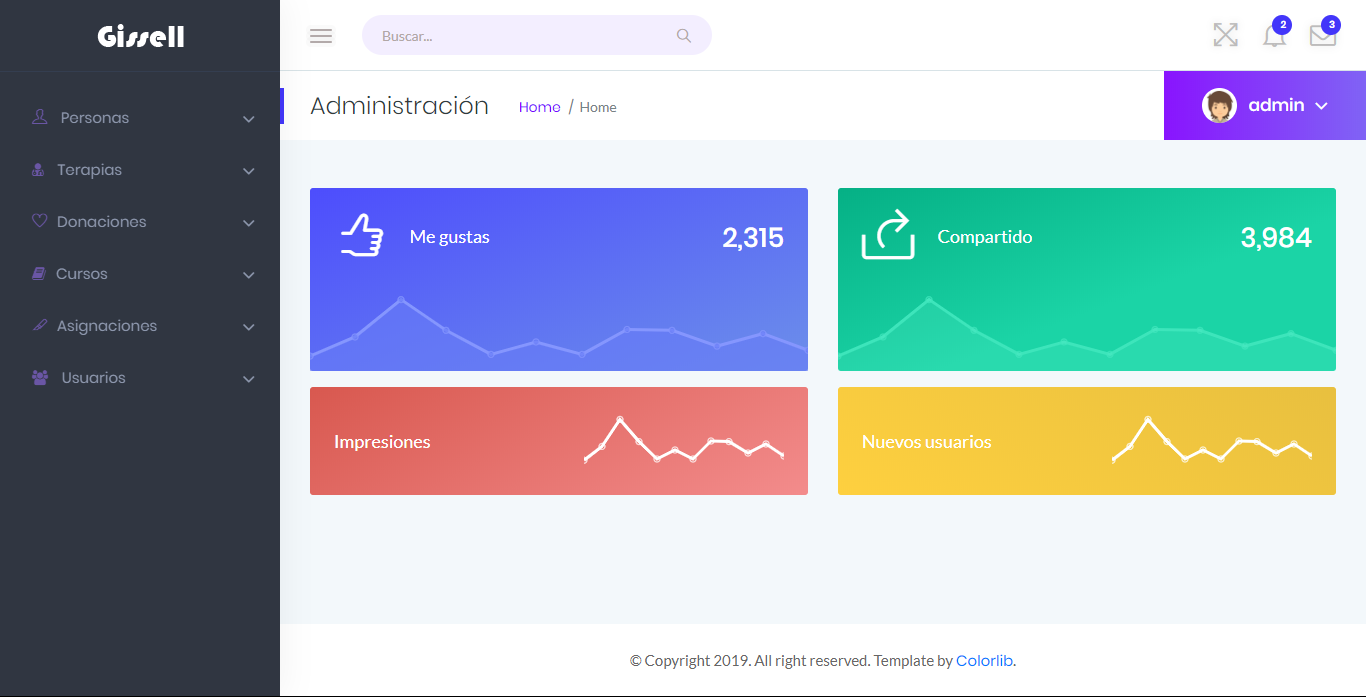 Gissell
Buscar...
2
3
Administración
Home / Home
admin
Personas
Terapias
Donaciones
Cursos
Asignaciones
Usuarios
Me gustas
2,315
Compartido
3,984
Impresiones
Nuevos usuarios
© Copyright 2019. All right reserved. Template by Colorlib.